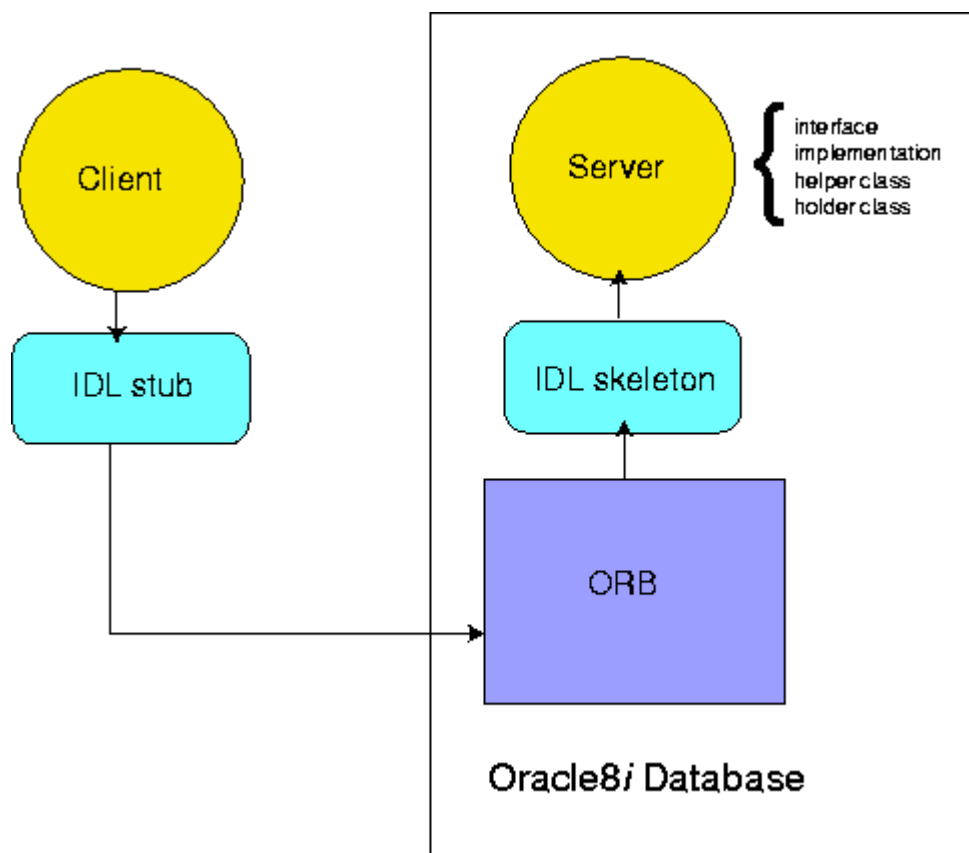 Client
Server
interface
implementation
helper class
holder class
IDL stub
IDL skeleton
ORB
Oracle8i Database